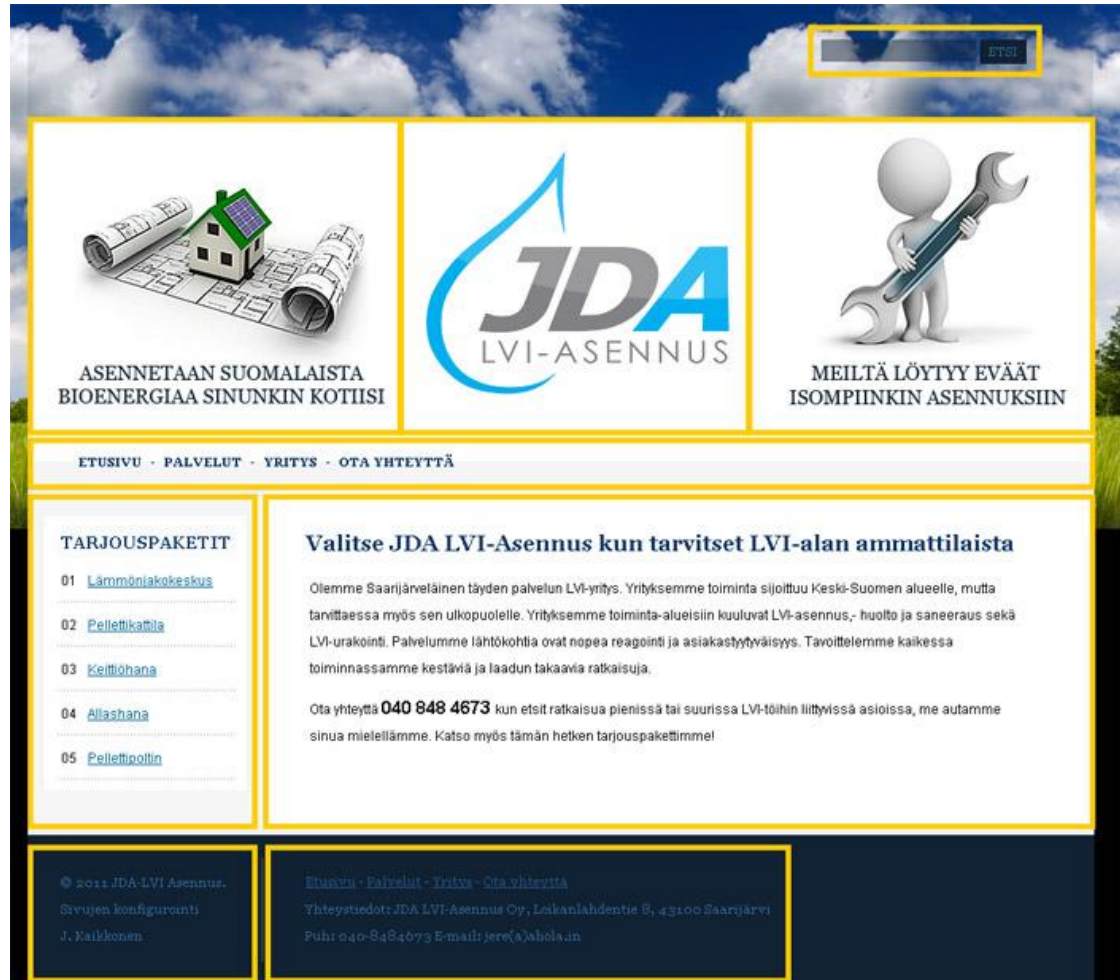 ETSI
ASENNETAAN SUOMALAISTA
BIOENERGIAA SINUNKIN KOTIISI
JDA
LVI-ASENNUS
MEILTÄ LÖYTYY EVÄÄT
ISOMPIINKIN ASENNUKSIIN
ETUSIVU - PALVELUT - YRITYS - OTA YHTEYTTÄ
TARJOUSPAKETIT
01 Lämmönjakokeskus
02 Pellettikattila
03 Keittiöhana
04 Allashana
05 Pellettipoltin
Valitse JDA LVI-Asennus kun tarvitset LVI-alan ammattilaista
Olemme Saarijärveläinen täyden palvelun LVI-yritys. Yrityksemme toiminta sijoittuu Keski-Suomen alueelle, mutta
tarvittaessa myös sen ulkopuolelle. Yrityksemme toiminta-alueisiin kuuluvat LVI-asennus,- huolto ja saneeraus sekä
LVI-urakointi. Palvelumme lähtökohtia ovat nopea reagointi ja asiakastyytyväisyys. Tavoittelemme kaikessa
toiminnassamme kestäviä ja laadun takaavia ratkaisuja.
Ota yhteyttä 040 848 4673 kun etsit ratkaisua pienissä tai suurissa LVI-töihin liittyvissä asioissa, me autamme
sinua mielellämme. Katso myös tämän hetken tarjouspakettimme!
© 2011 JDA-LVI Asennus.
Sivujen konfigurointi
J. Kaikkonen
Etusivu - Palvelut - Yritys - Ota yhteyttä
Yhteystiedot: JDA LVI-Asennus Oy, Loikanlahdentie 8, 43100 Saarijärvi
Puh: 040-8484673 E-mail: jere(a)ahola.in